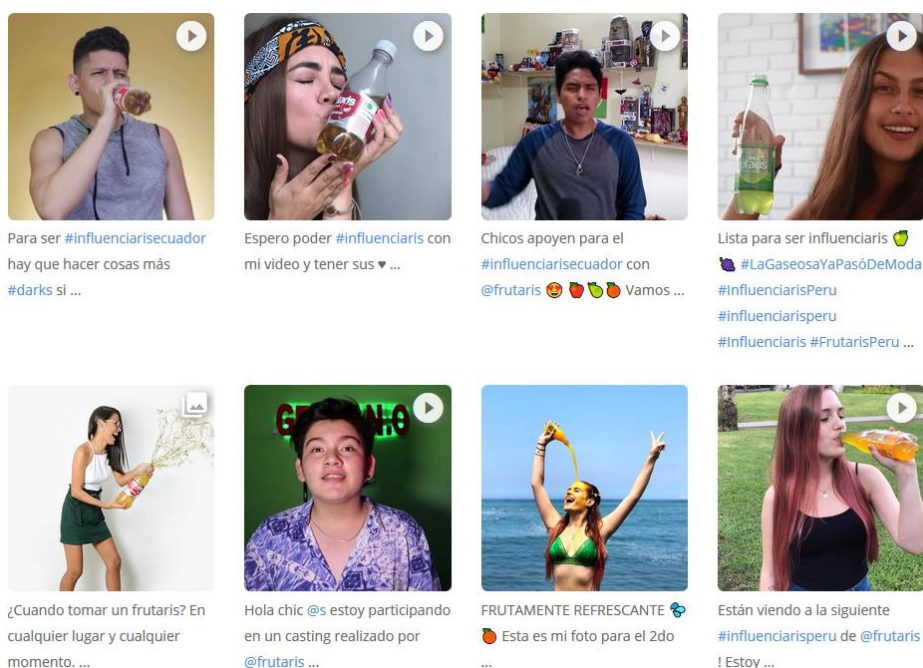 Para ser #influenciarisecuador
hay que hacer cosas más
#darks si ...
Espero poder #influenciaris con
mi video y tener sus ♥ ...
Chicos apoyen para el
#influenciarisecuador con
@frutaris 😍 🍎🍐🍑 Vamos ...
Lista para ser influenciaris 🍏
🍇 #LaGaseosaYaPasóDeModa
#InfluenciarisPeru
#influenciarisperu
#Influenciaris #FrutarisPeru ...
¿Cuando tomar un frutaris? En
cualquier lugar y cualquier
momento. ...
Hola chic @s estoy participando
en un casting realizado por
@frutaris ...
FRUTAMENTE REFRESCANTE 💦
🍑 Esta es mi foto para el 2do
...
Están viendo a la siguiente
#influenciarisperu de @frutaris
! Estoy ...